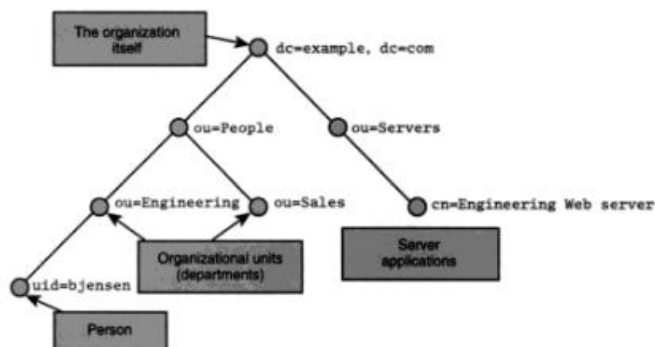 The organization
itself
dc=example, dc=com
ou=People
ou=Servers
ou=Engineering
ou=Sales
cn=Engineering Web server
Organizational units
(departments)
Server
applications
uid=bjensen
Person